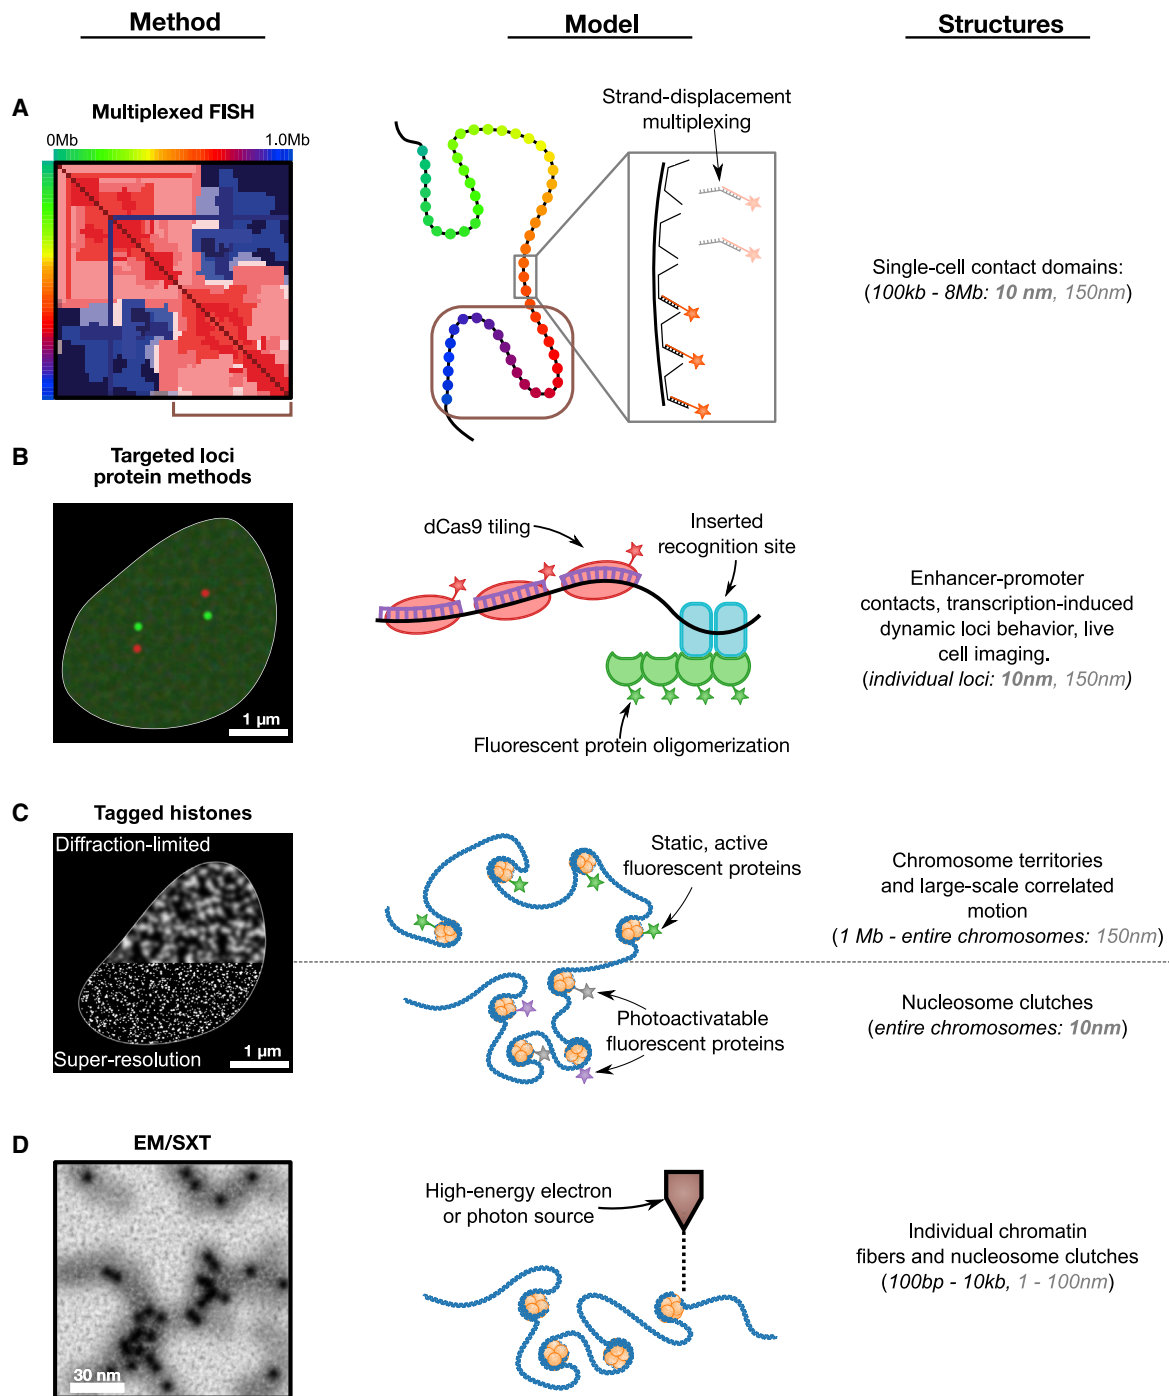 Method
Model
Structures
A
Multiplexed FISH
0Mb
1.0Mb
Strand-displacement
multiplexing
Single-cell contact domains:
(100kb - 8Mb: 10 nm, 150nm)
B
Targeted loci
protein methods
1 µm
dCas9 tiling
Inserted
recognition site
Fluorescent protein oligomerization
Enhancer-promoter
contacts, transcription-induced
dynamic loci behavior, live
cell imaging.
(individual loci: 10nm, 150nm)
C
Tagged histones
Diffraction-limited
Super-resolution
1 µm
Static, active
fluorescent proteins
Photoactivatable
fluorescent proteins
Chromosome territories
and large-scale correlated
motion
(1 Mb - entire chromosomes: 150nm)
Nucleosome clutches
(entire chromosomes: 10nm)
D
EM/SXT
30 nm
High-energy electron
or photon source
Individual chromatin
fibers and nucleosome clutches
(100bp - 10kb, 1 - 100nm)